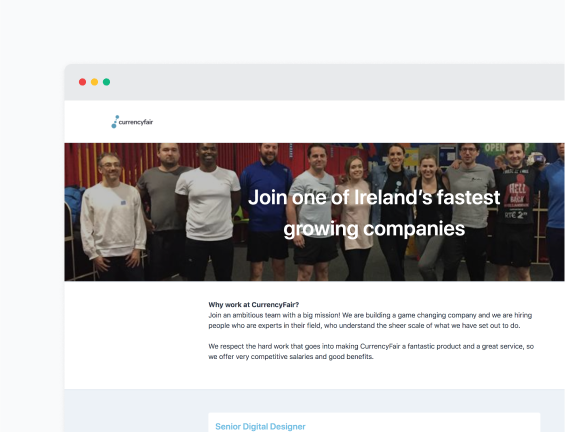 currencyfair
OPEN
HELL
Join one of Ireland's fastest
growing companies
Why work at CurrencyFair?
Join an ambitious team with a big mission! We are building a game changing company and we are hiring
people who are experts in their field, who understand the sheer scale of what we have set out to do.
We respect the hard work that goes into making CurrencyFair a fantastic product and a great service, so
we offer very competitive salaries and good benefits.
Senior Digital Designer